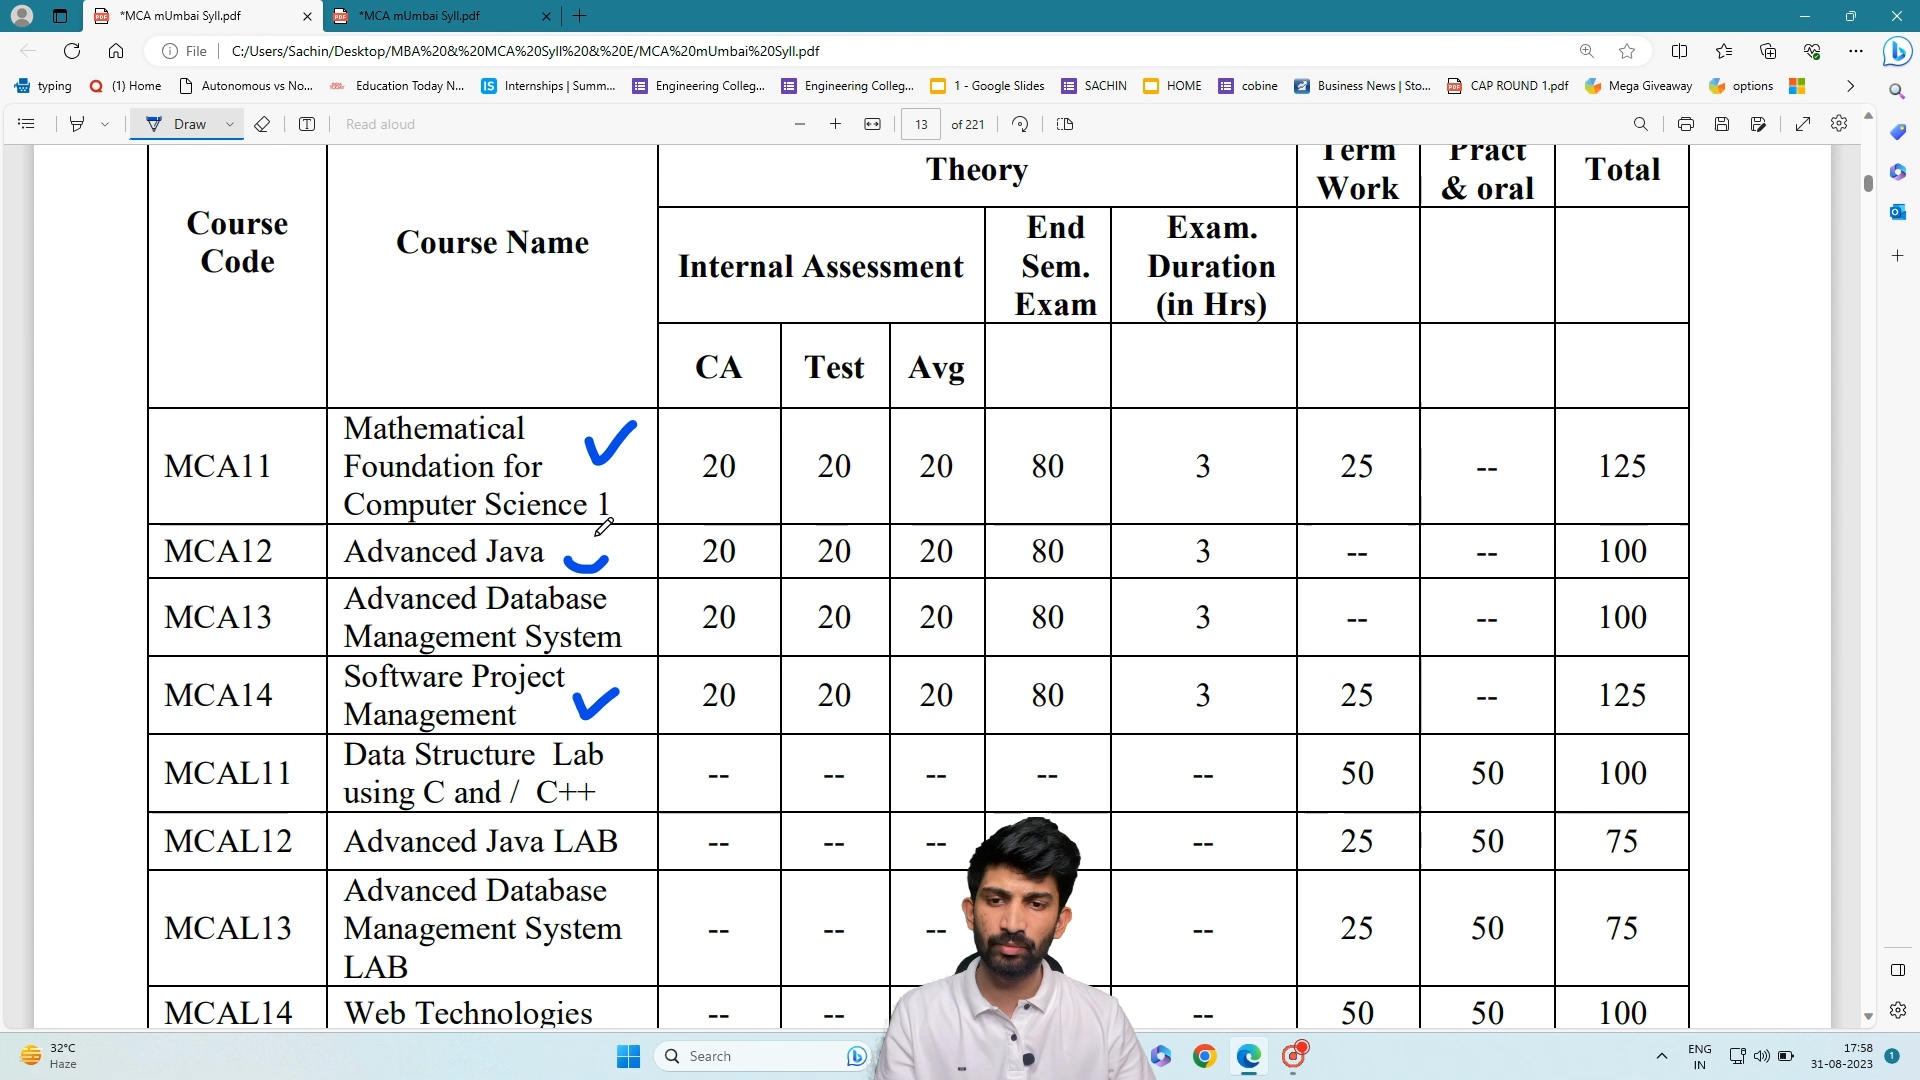 *MCA mUmbai Syll.pdf
*MCA mUmbai Syll.pdf
File
C:/Users/Sachin/Desktop/MBA%20&%20MCA%20Syll%20&%20E/MCA%20mUmbai%20Syll.pdf
typing
(1) Home
Autonomous vs No...
Education Today N...
Internships | Summ...
Engineering Colleg...
Engineering Colleg...
1 - Google Slides
SACHIN
HOME
cobine
Business News | Sto...
CAP ROUND 1.pdf
Mega Giveaway
options
Draw
Read aloud
13
of 221
Course
Code
Course Name
Theory
Term
Work
Pract
& oral
Total
Internal Assessment
End
Sem.
Exam
Exam.
Duration
(in Hrs)
CA Test Avg
MCA11
Mathematical
Foundation for
Computer Science 1
20 20 20 80 3 25 -- 125
MCA12 Advanced Java 20 20 20 80 3 -- -- 100
MCA13
Advanced Database
Management System
20 20 20 80 3 -- -- 100
MCA14
Software Project
Management
20 20 20 80 3 25 -- 125
MCAL11
Data Structure Lab
using C and / C++
-- -- -- -- -- 50 50 100
MCAL12 Advanced Java LAB -- -- -- -- 25 50 75
MCAL13
Advanced Database
Management System
LAB
-- -- -- -- 25 50 75
MCAL14 Web Technologies -- -- -- 50 50 100
32°C
Haze
Search
ENG
IN
17:58
31-08-2023
1